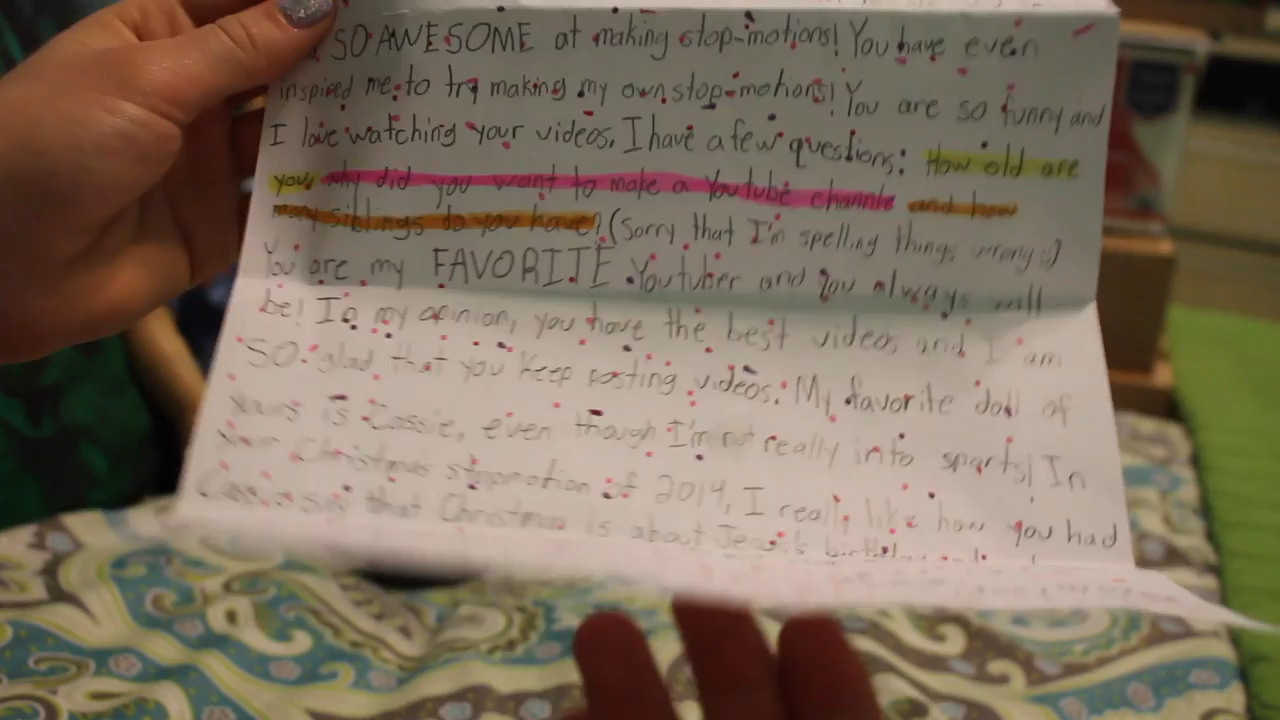 SO AWESOME at making stop-motions! You have even
inspired me to try making my own stop-motions! You are so funny and
I love watching your videos. I have a few questions: How old are
you, why did you want to make a Youtube channle and how
many siblings do you have? (Sorry that I'm spelling things wrong :)
You are my FAVORITE Youtuber and you always will
be! In my opinion, you have the best videos and I am
SO glad that you keep posting videos. My favorite doll of
yours is Cassie, even though I'm not really into sports! In
your Christmas stopmotion of 2014, I really like how you had
Cassie say that Christmas is about Jesus's birthday and